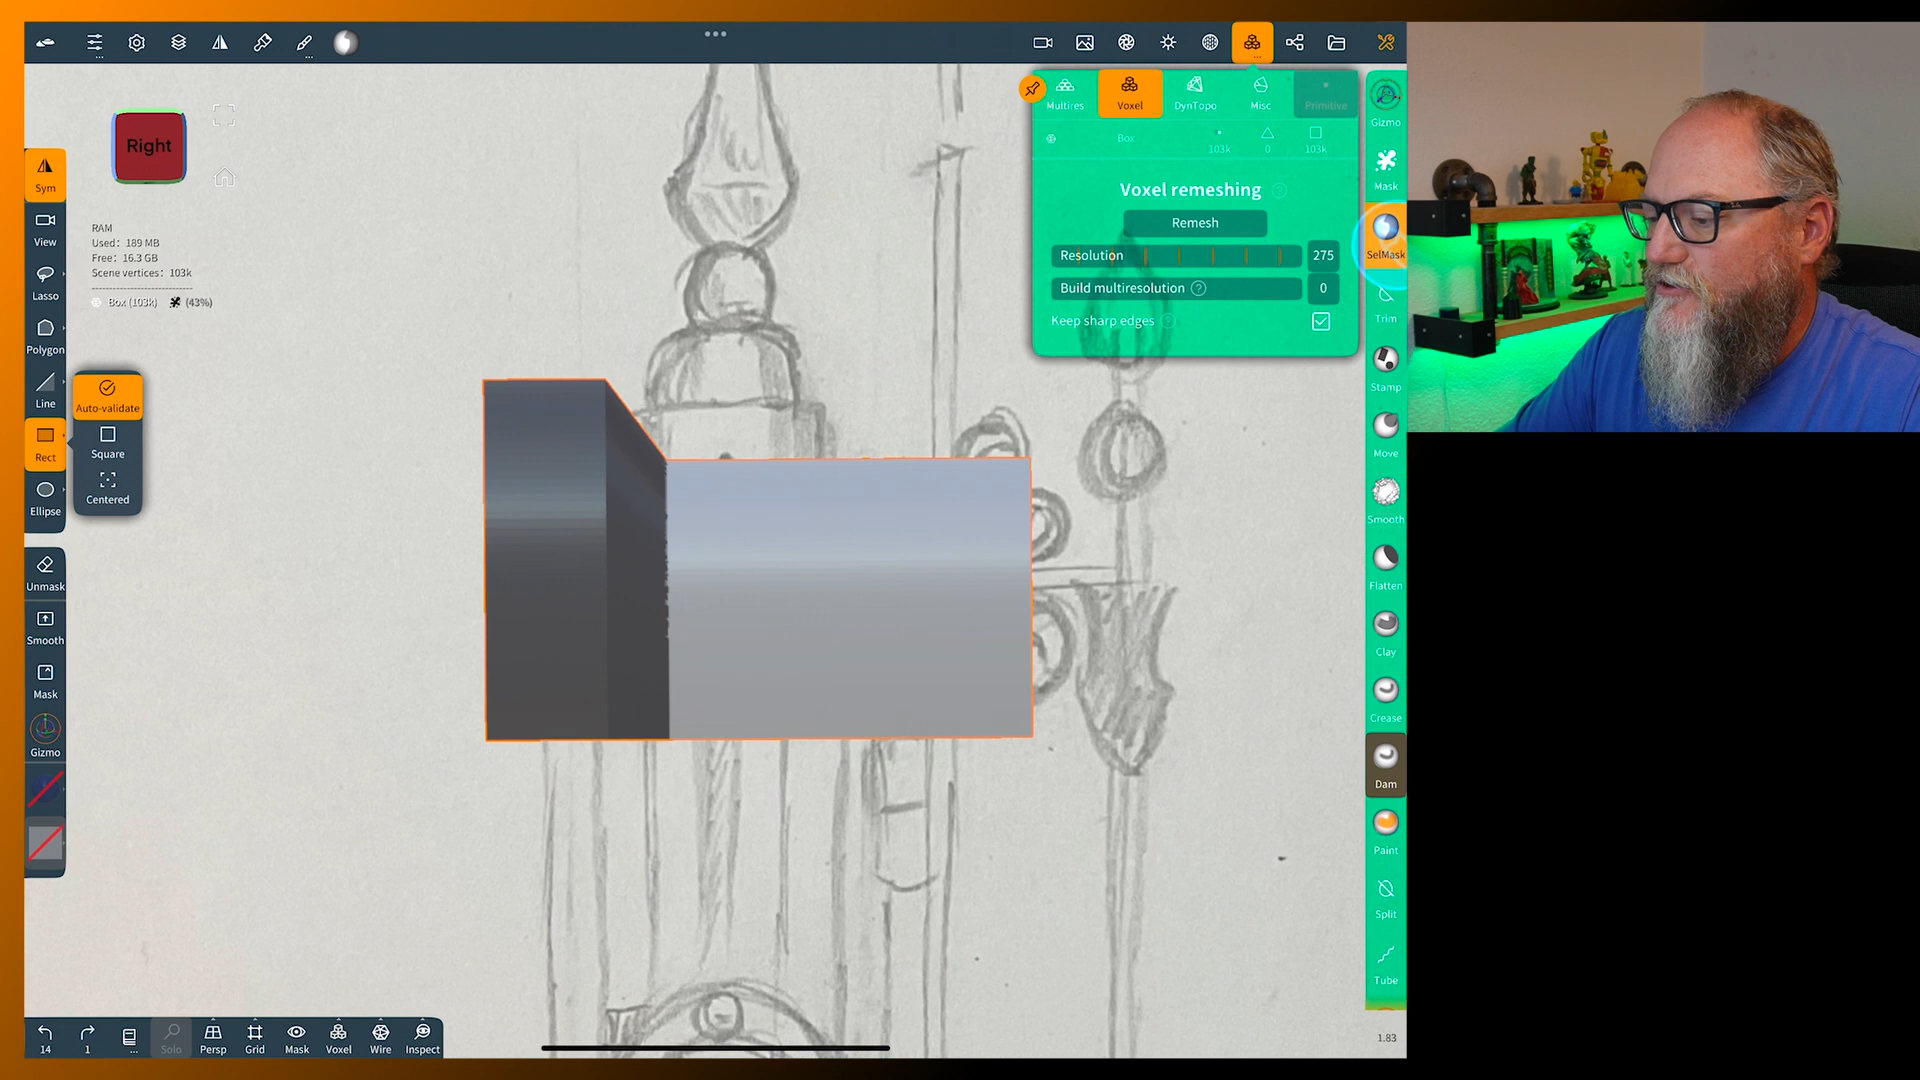 Right
RAM
Used: 189 MB
Free: 16.3 GB
Scene vertices: 103k
Box (103k) (43%)
Sym
View
Lasso
Polygon
Line
Rect
Ellipse
Auto-validate
Square
Centered
Unmask
Smooth
Mask
Gizmo
14
1
...
Solo
Persp
Grid
Mask
Voxel
Wire
Inspect
Multires
Voxel
DynTopo
Misc
Primitive
Box
103k
0
103k
Voxel remeshing ?
Remesh
Resolution 275
Build multiresolution ? 0
Keep sharp edges ?
Gizmo
Mask
SelMask
Trim
Stamp
Move
Smooth
Flatten
Clay
Crease
Dam
Paint
Split
Tube
1.83